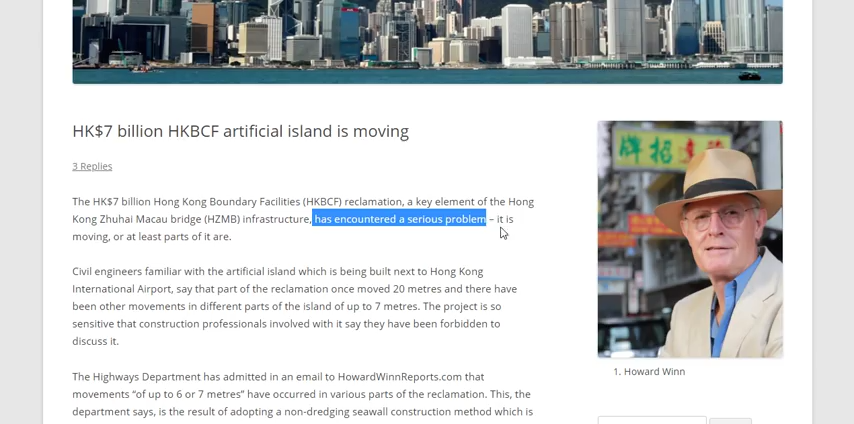 HK$7 billion HKBCF artificial island is moving
3 Replies
The HK$7 billion Hong Kong Boundary Facilities (HKBCF) reclamation, a key element of the Hong
Kong Zhuhai Macau bridge (HZMB) infrastructure, has encountered a serious problem – it is
moving, or at least parts of it are.
Civil engineers familiar with the artificial island which is being built next to Hong Kong
International Airport, say that part of the reclamation once moved 20 metres and there have
been other movements in different parts of the island of up to 7 metres. The project is so
sensitive that construction professionals involved with it say they have been forbidden to
discuss it.
The Highways Department has admitted in an email to HowardWinnReports.com that
movements “of up to 6 or 7 metres” have occurred in various parts of the reclamation. This, the
department says, is the result of adopting a non-dredging seawall construction method which is
牌招
1. Howard Winn